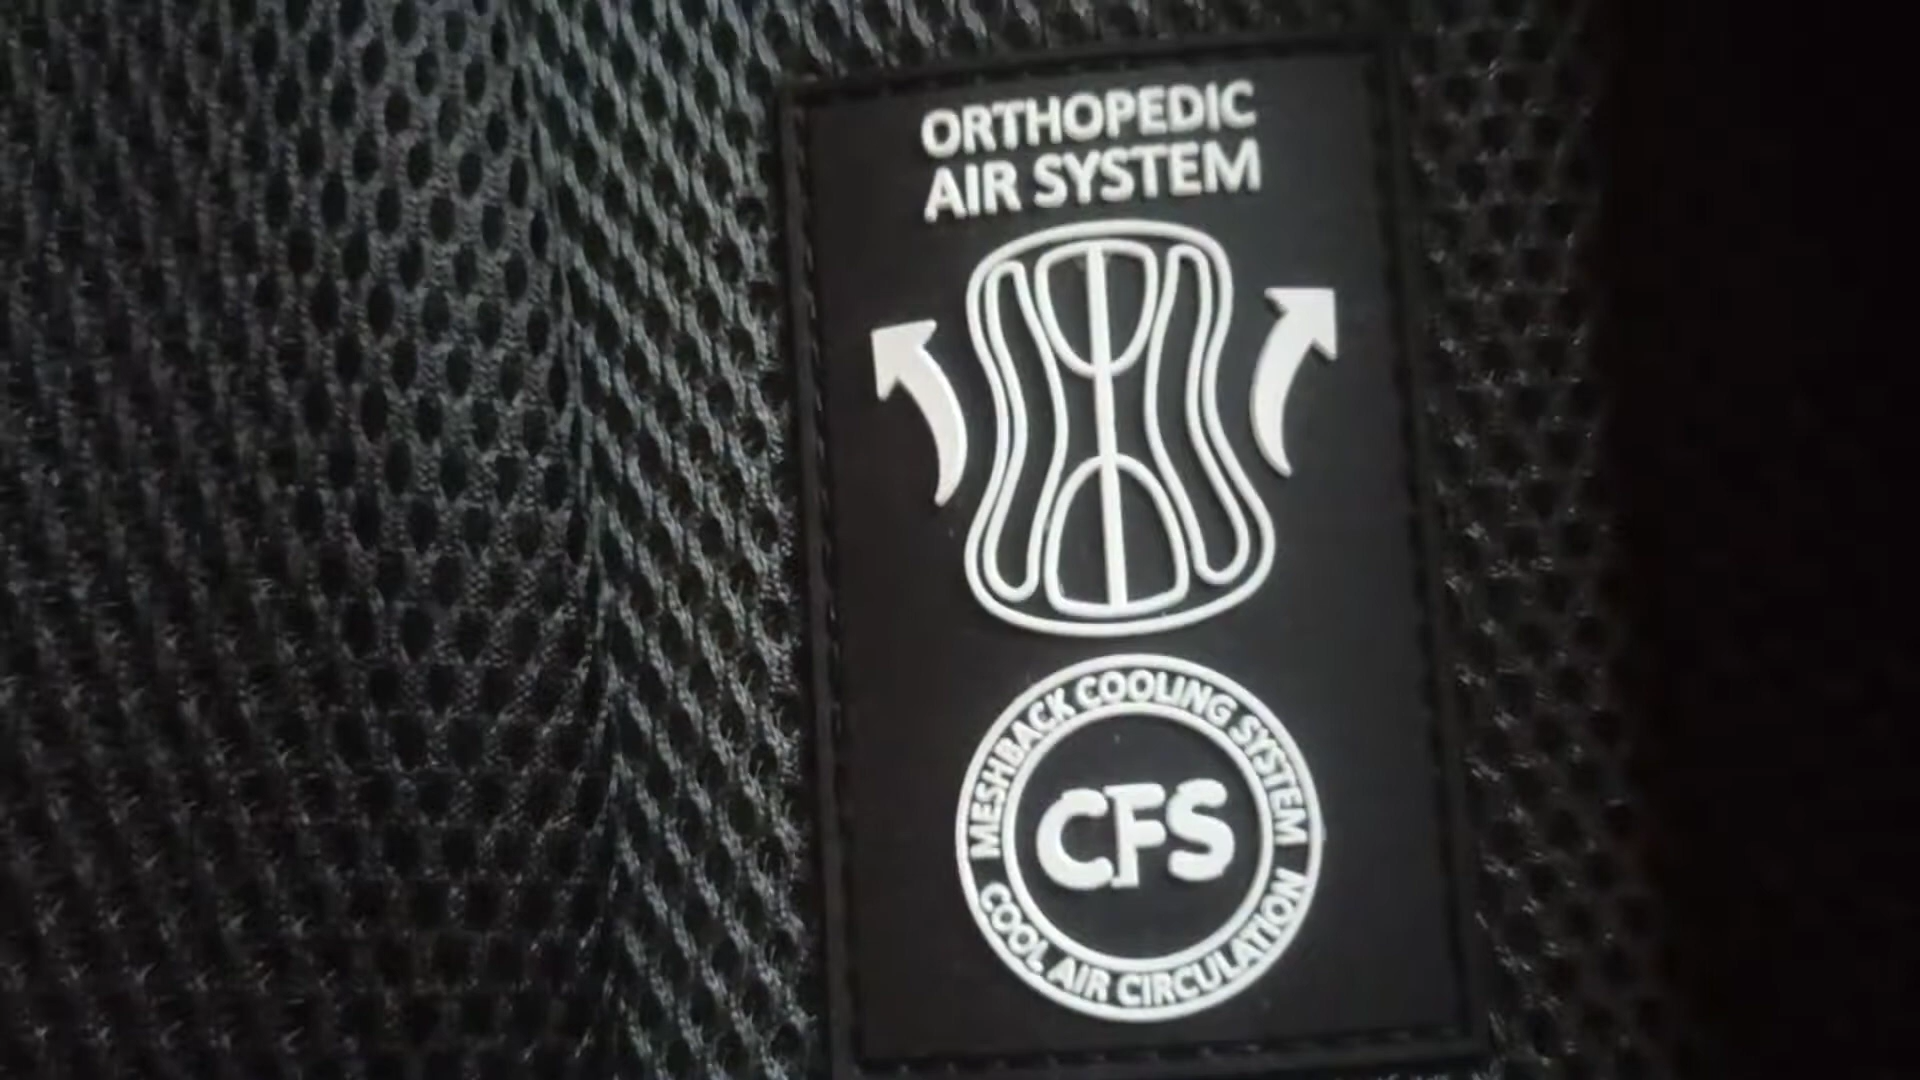 ORTHOPEDIC
AIR SYSTEM
MESHBACK COOLING SYSTEM
CFS
COOL AIR CIRCULATION